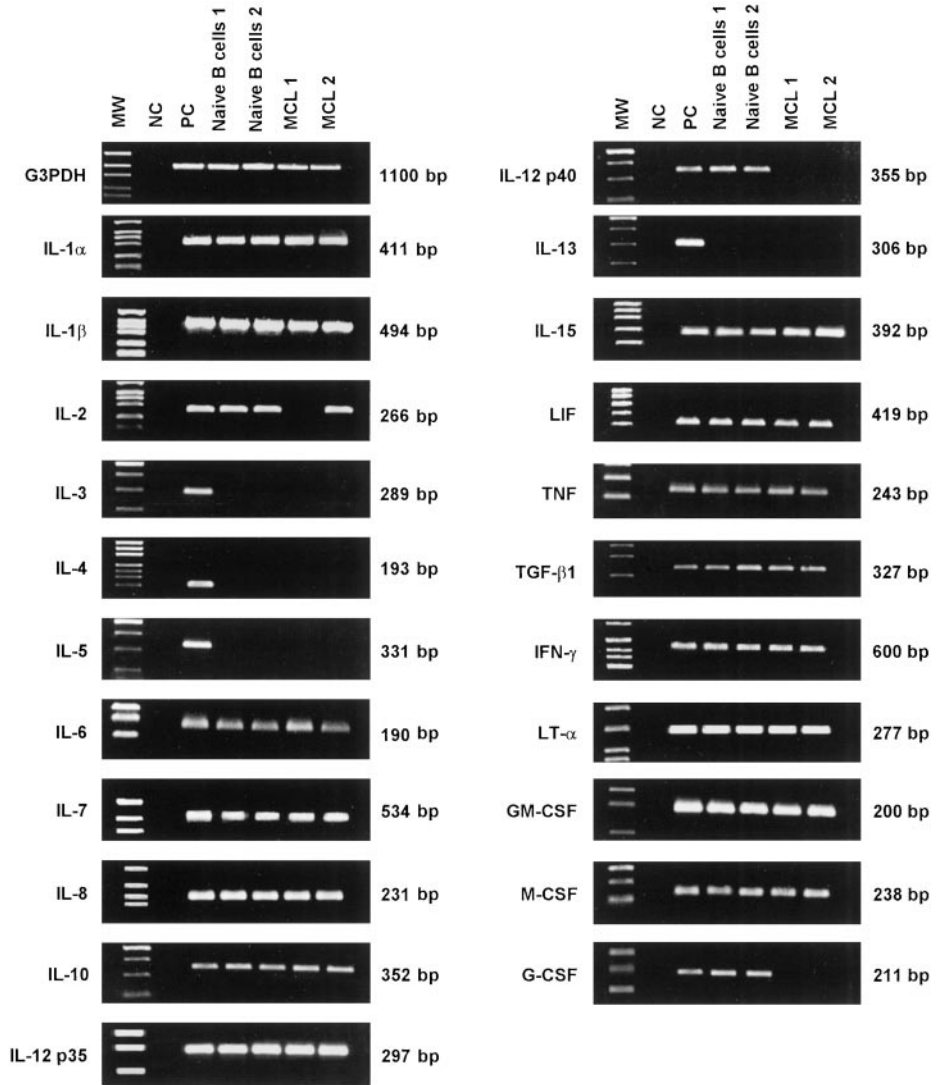 MW NC PC Naive B cells 1 Naive B cells 2 MCL 1 MCL 2
G3PDH 1100 bp
IL-1α 411 bp
IL-1β 494 bp
IL-2 266 bp
IL-3 289 bp
IL-4 193 bp
IL-5 331 bp
IL-6 190 bp
IL-7 534 bp
IL-8 231 bp
IL-10 352 bp
IL-12 p35 297 bp
MW NC PC Naive B cells 1 Naive B cells 2 MCL 1 MCL 2
IL-12 p40 355 bp
IL-13 306 bp
IL-15 392 bp
LIF 419 bp
TNF 243 bp
TGF-β1 327 bp
IFN-γ 600 bp
LT-α 277 bp
GM-CSF 200 bp
M-CSF 238 bp
G-CSF 211 bp